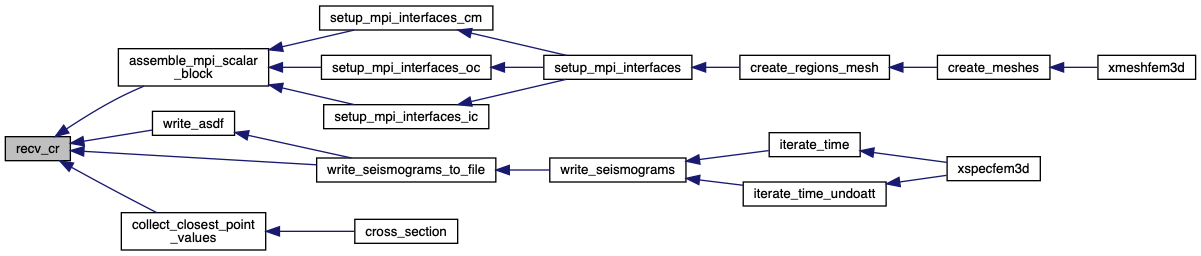 recv_cr
assemble_mpi_scalar
_block
write_asdf
collect_closest_point
_values
setup_mpi_interfaces_cm
setup_mpi_interfaces_oc
setup_mpi_interfaces_ic
write_seismograms_to_file
cross_section
setup_mpi_interfaces
write_seismograms
create_regions_mesh
iterate_time
iterate_time_undoatt
create_meshes
xspecfem3d
xmeshfem3d